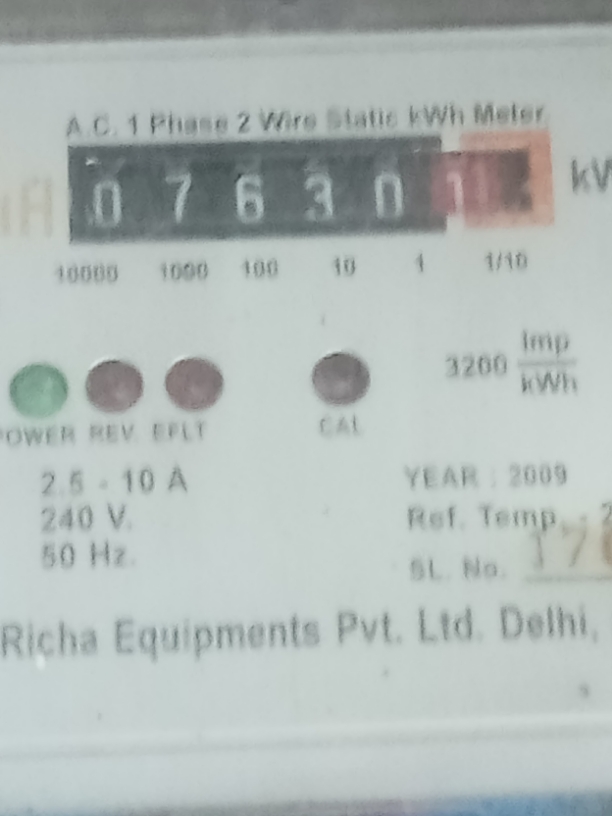 A.C. 1 Phase 2 Wire Static kWh Meter
0 7 6 3 0 1
10000 1000 100 10 1 1/10
3200 Imp
kWh
POWER REV. EFLT CAL
2.5 - 10 A
240 V.
50 Hz.
YEAR : 2009
Ref. Temp. :
SL. No.
Richa Equipments Pvt. Ltd. Delhi,